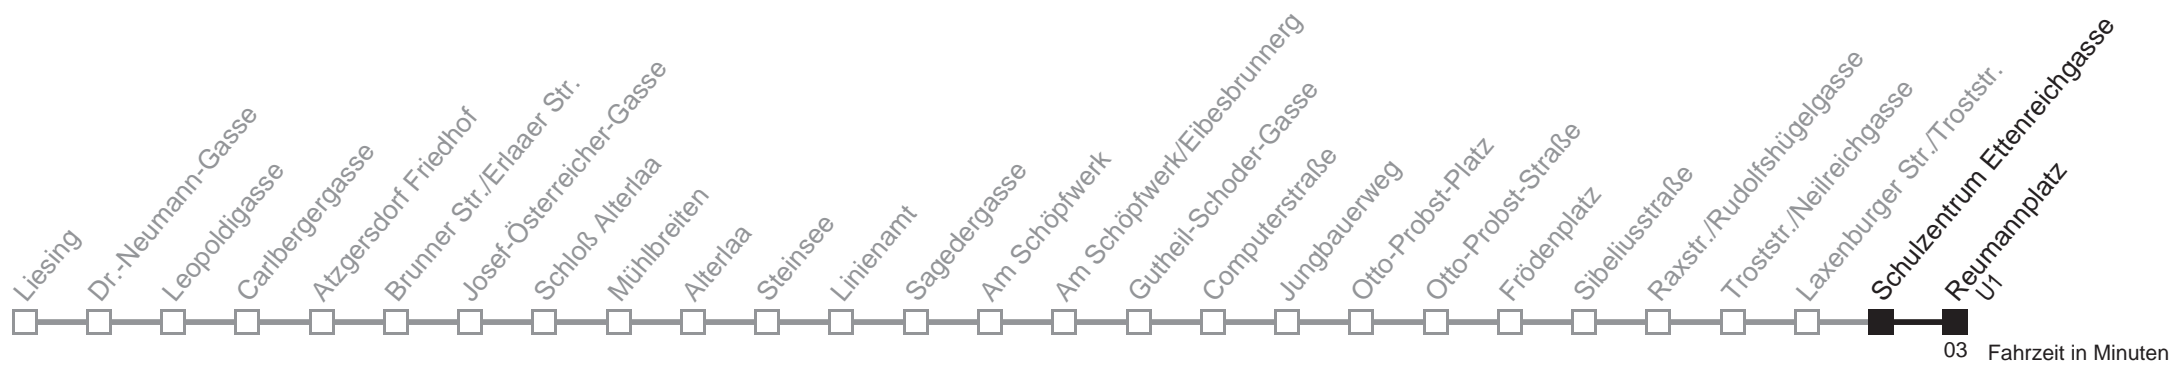 Liesing
Dr.-Neumann-Gasse
Leopoldigasse
Carlbergergasse
Atzgersdorf Friedhof
Brunner Str./Erlaaer Str.
Josef-Österreicher-Gasse
Schloß Alterlaa
Mühlbreiten
Alterlaa
Steinsee
Linienamt
Sagedergasse
Am Schöpfwerk
Am Schöpfwerk/Eibesbrunnerg
Gutheil-Schoder-Gasse
Computerstraße
Jungbauerweg
Otto-Probst-Platz
Otto-Probst-Straße
Frödenplatz
Sibeliusstraße
Raxstr./Rudolfshügelgasse
Troststr./Neilreichgasse
Laxenburger Str./Troststr.
Schulzentrum Ettenreichgasse
Reumannplatz
U1
03 Fahrzeit in Minuten